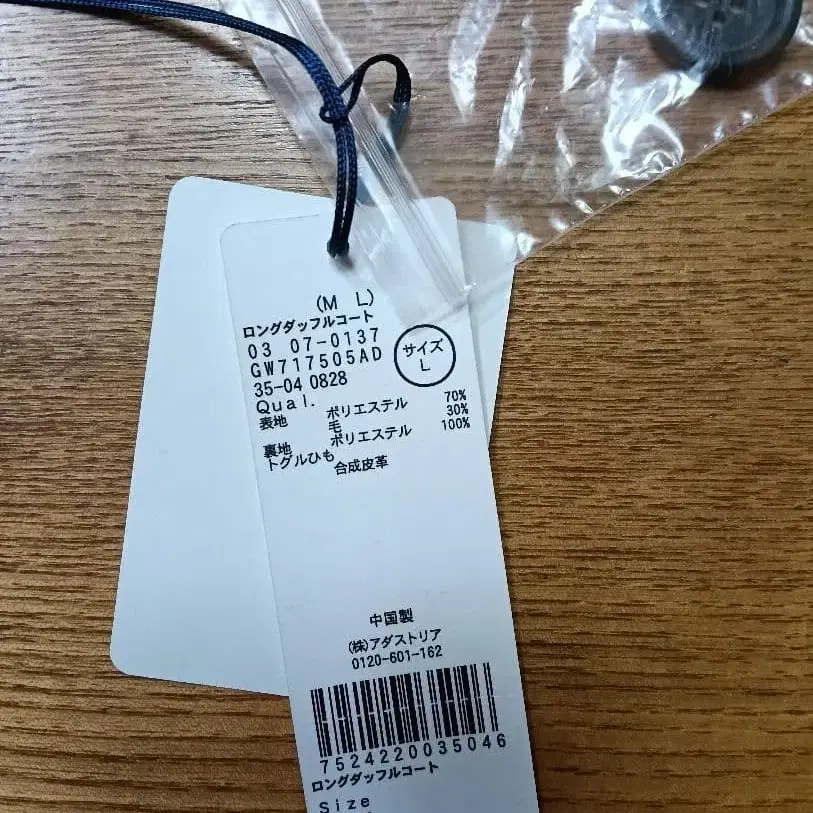 (M L)
ロングダッフルコート
03 07-0137
GW717505AD
サイズ
L
35-04 0828
Qual.
表地 ポリエステル 70%
毛 30%
裏地 ポリエステル 100%
トグルひも 合成皮革
中国製
(株)アダストリア
0120-601-162
7524220035046
ロングダッフルコート
Size